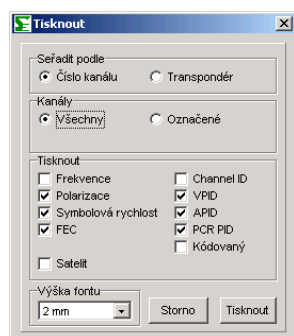 Tisknout
Seřadit podle
Číslo kanálu Transpondér
Kanály
Všechny Označené
Tisknout
Frekvence Channel ID
Polarizace VPID
Symbolová rychlost APID
FEC PCR PID
Kódovaný
Satelit
Výška fontu
2 mm Storno Tisknout